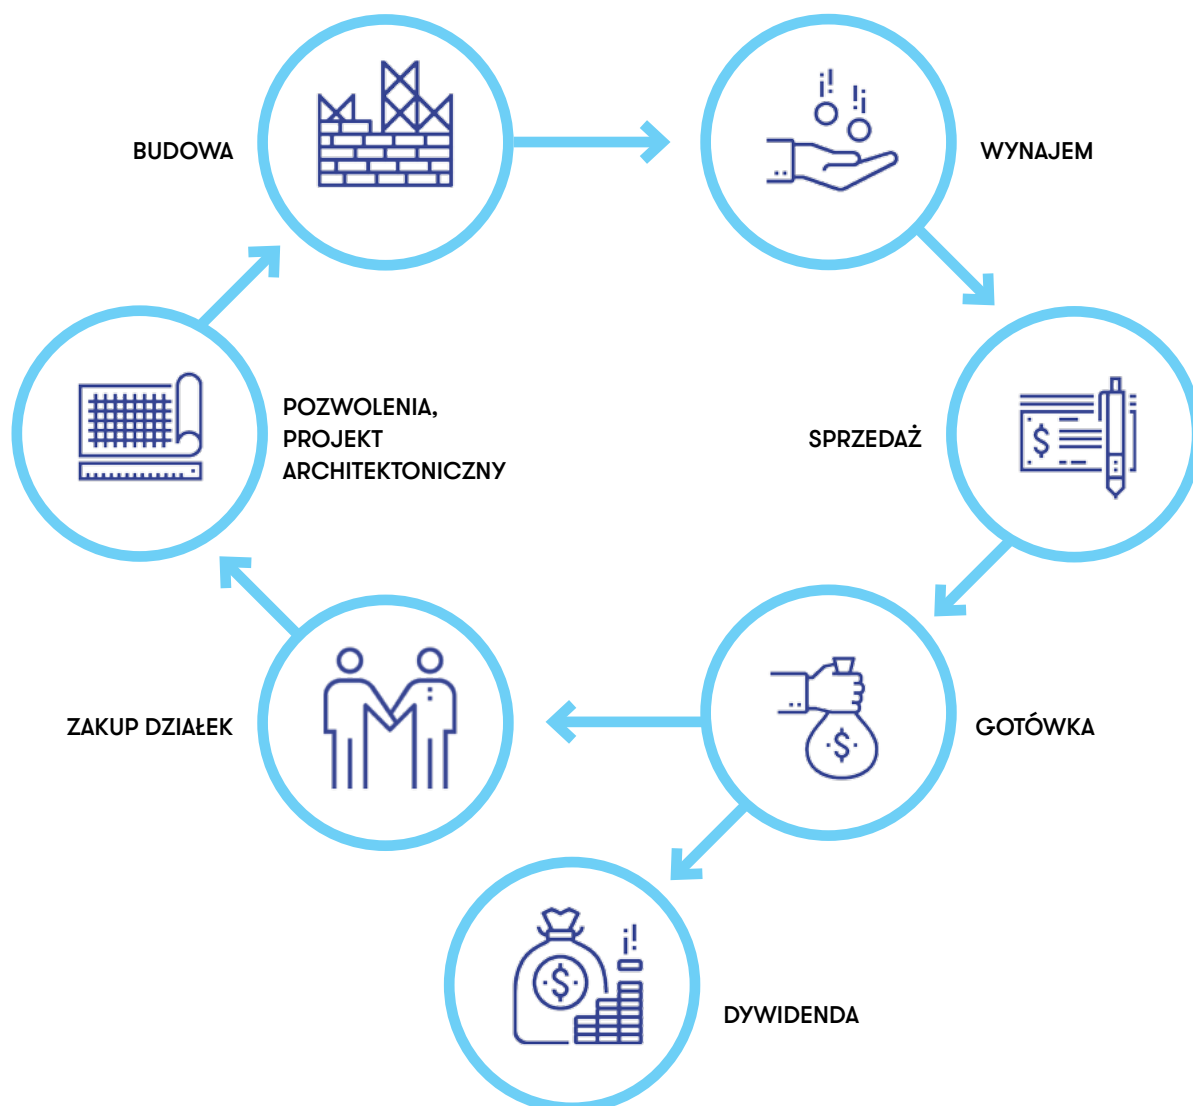 BUDOWA
WYNAJEM
POZWOLENIA,
PROJEKT
ARCHITEKTONICZNY
SPRZEDAŻ
ZAKUP DZIAŁEK
GOTÓWKA
DYWIDENDA